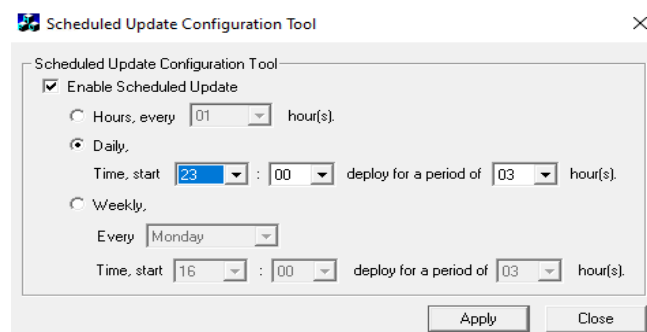 Scheduled Update Configuration Tool
Scheduled Update Configuration Tool
Enable Scheduled Update
Hours, every 01 hour(s).
Daily,
Time, start 23 : 00 deploy for a period of 03 hour(s).
Weekly,
Every Monday
Time, start 16 : 00 deploy for a period of 03 hour(s).
Apply Close